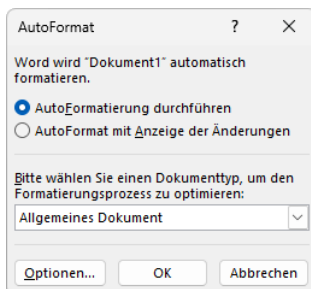 AutoFormat ?
Word wird "Dokument1" automatisch
formatieren.
AutoFormatierung durchführen
AutoFormat mit Anzeige der Änderungen
Bitte wählen Sie einen Dokumenttyp, um den
Formatierungsprozess zu optimieren:
Allgemeines Dokument
Optionen... OK Abbrechen